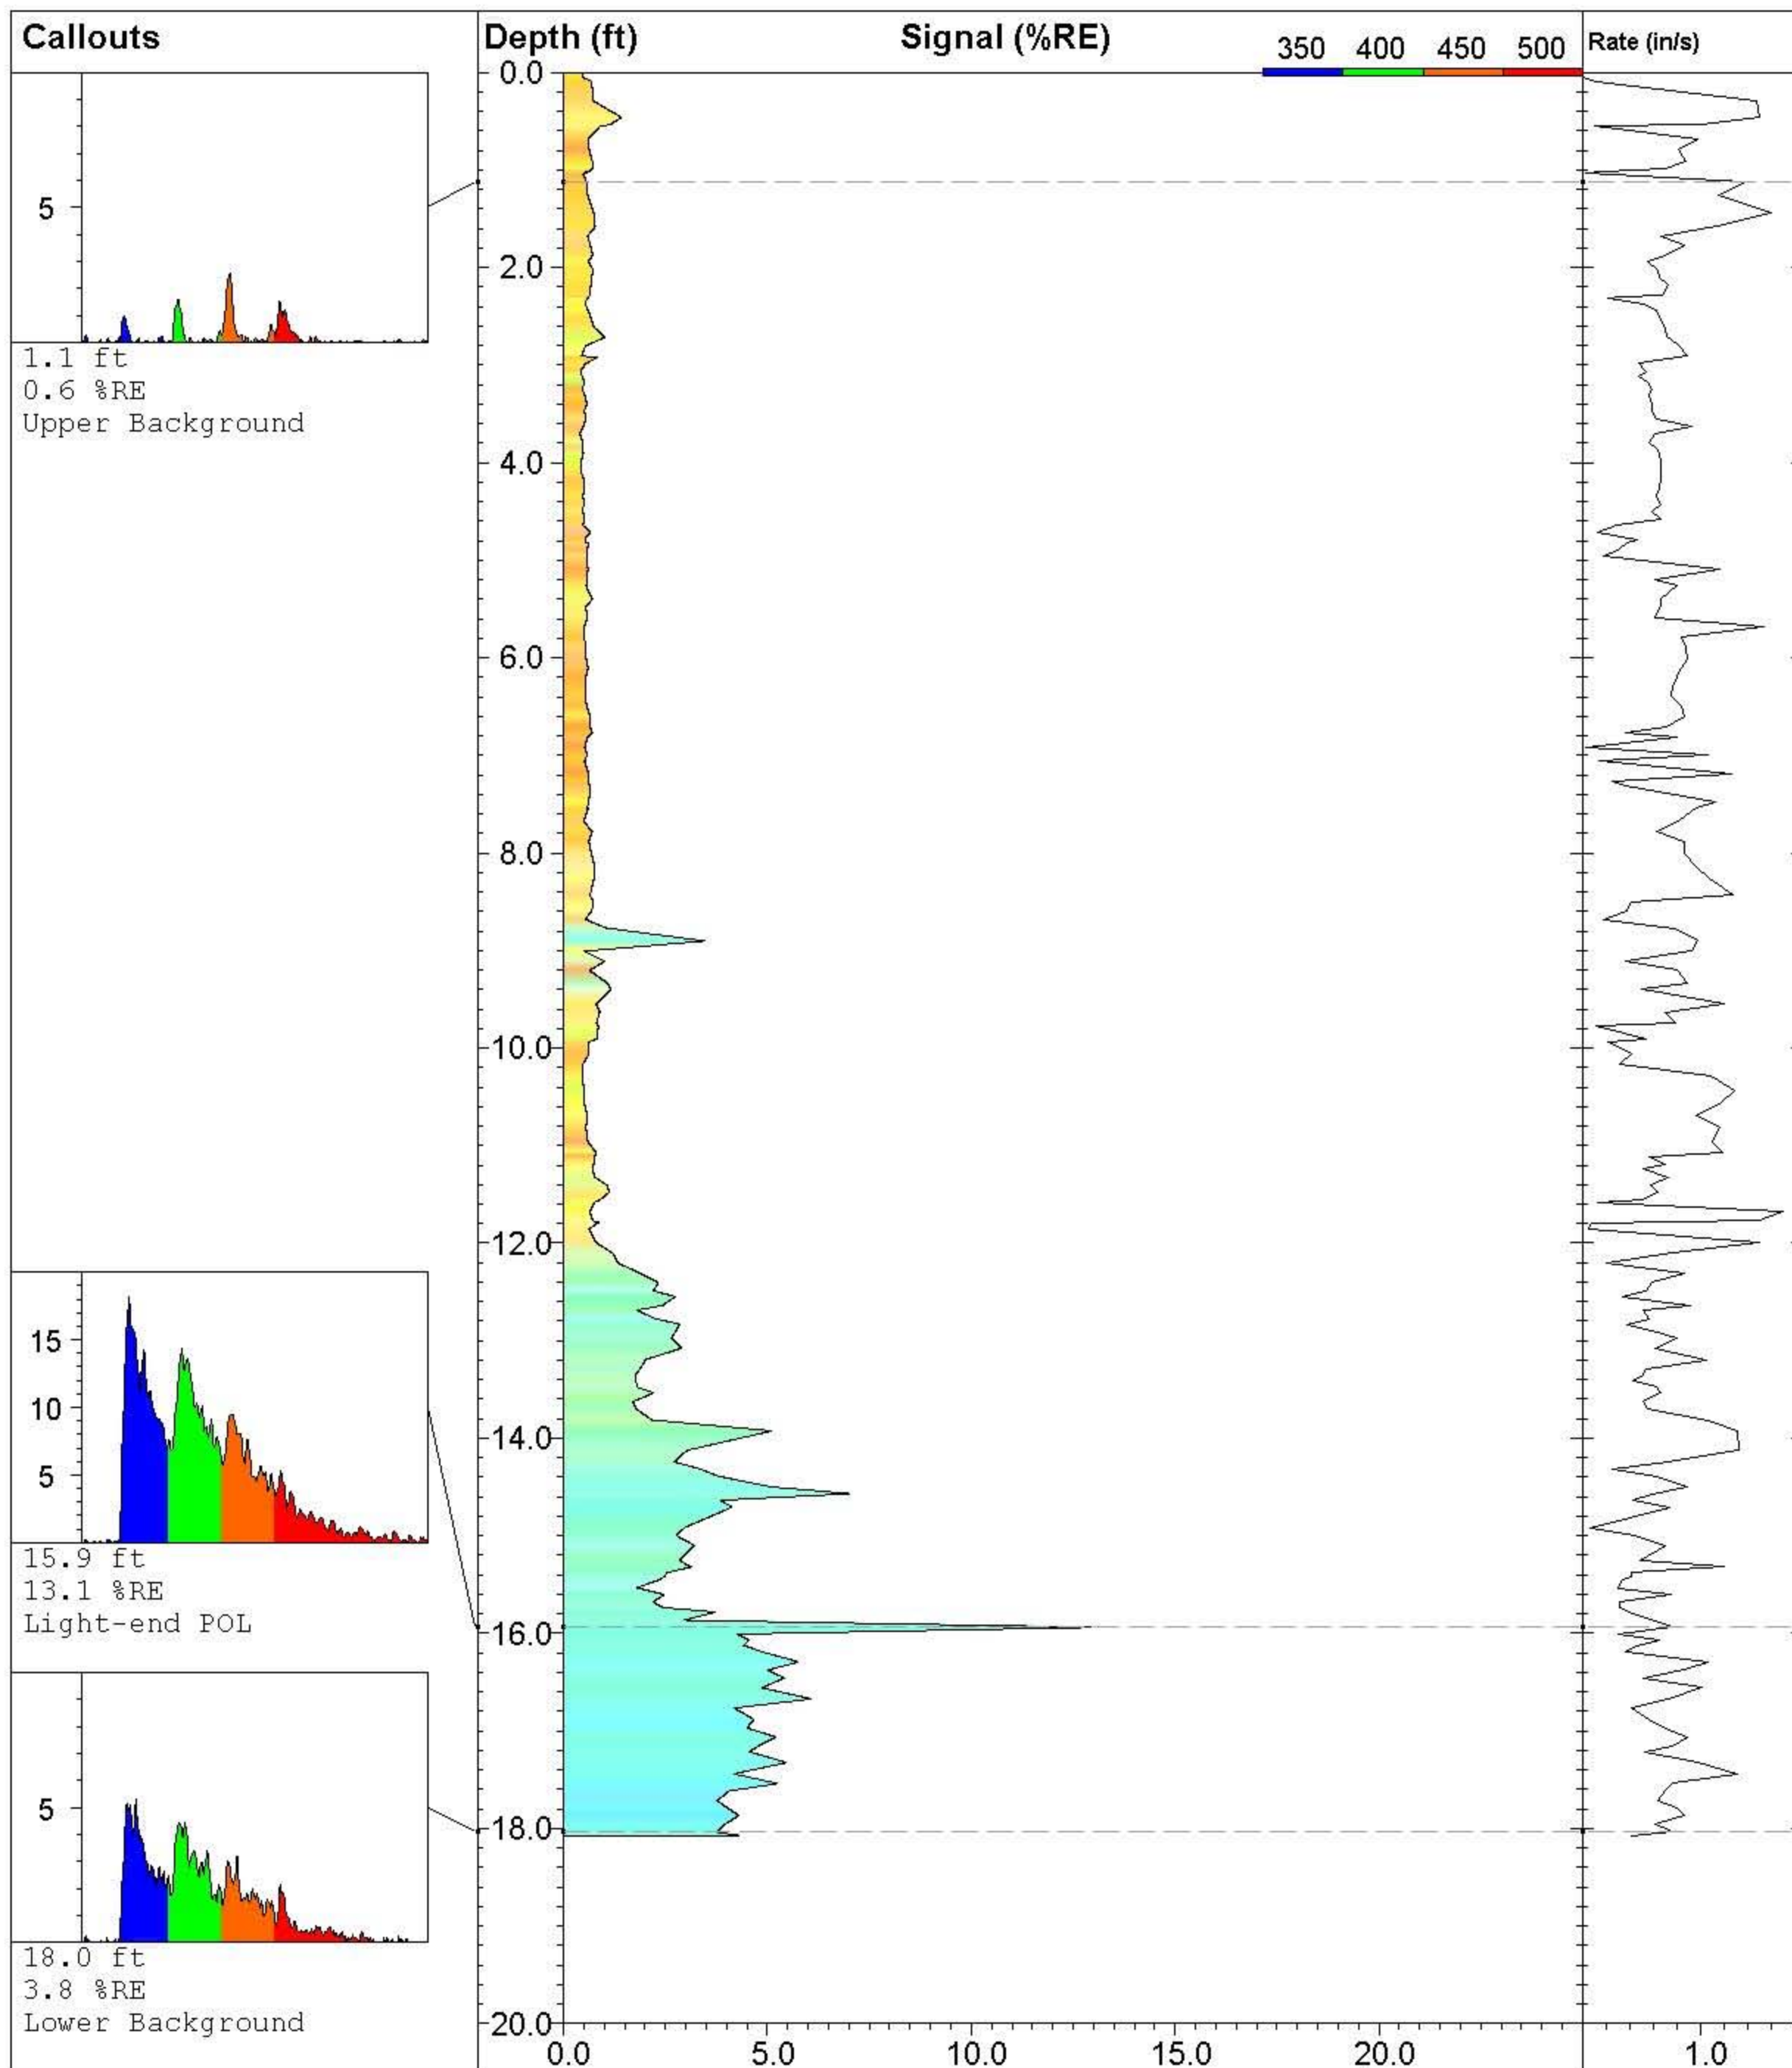 Callouts
Depth (ft)
Signal (%RE)
350 400 450 500
Rate (in/s)
5
1.1 ft
0.6 %RE
Upper Background
15
10
5
15.9 ft
13.1 %RE
Light-end POL
5
18.0 ft
3.8 %RE
Lower Background
0.0
2.0
4.0
6.0
8.0
10.0
12.0
14.0
16.0
18.0
20.0
0.0 5.0 10.0 15.0 20.0
1.0